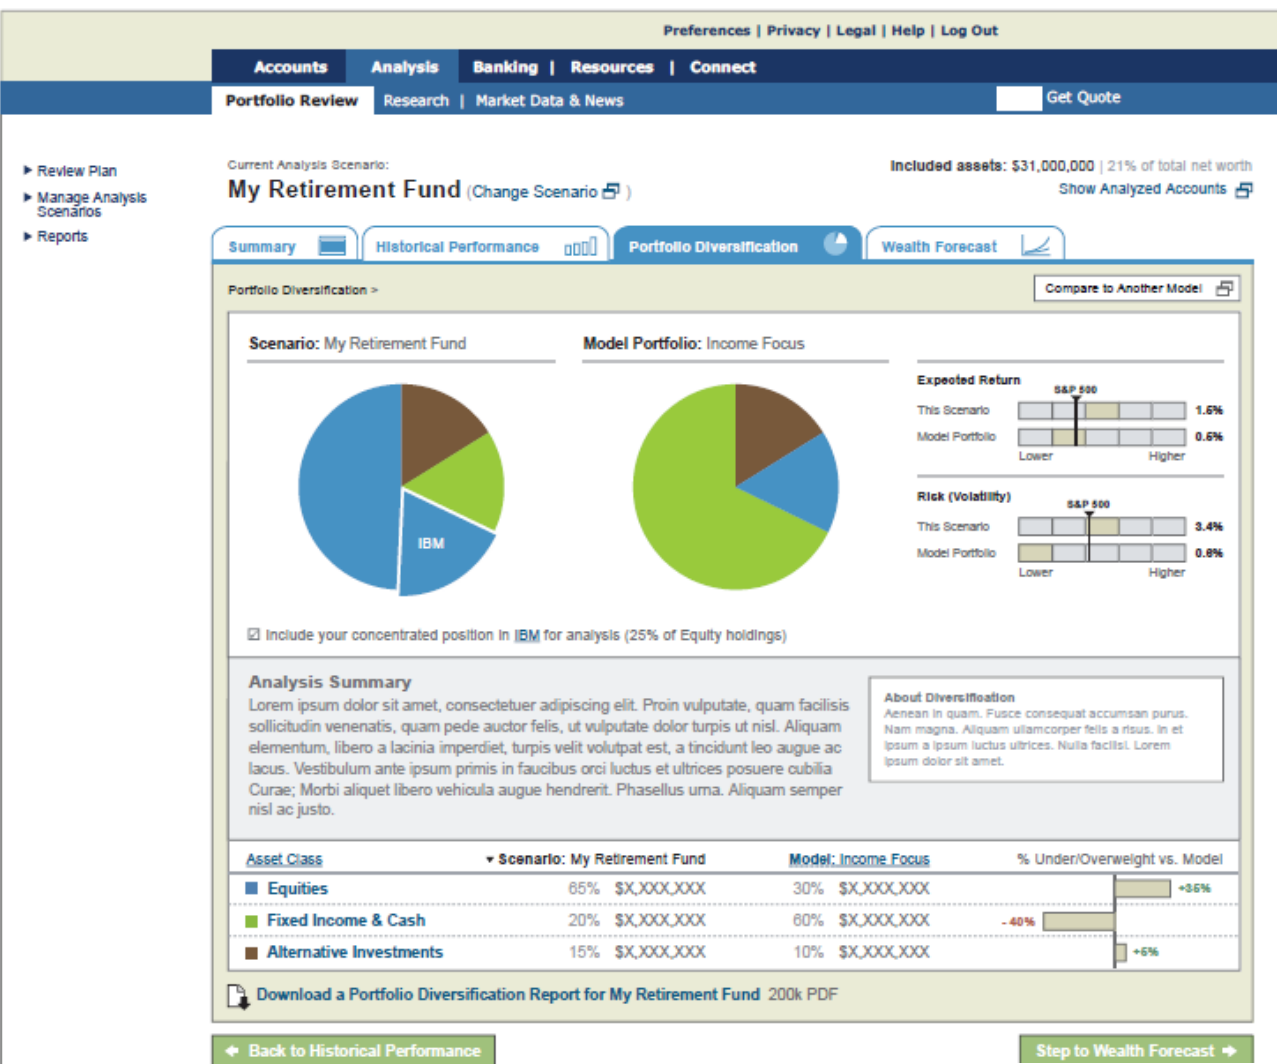 Preferences | Privacy | Legal | Help | Log Out
Accounts Analysis Banking | Resources | Connect
Portfolio Review Research | Market Data & News Get Quote
Review Plan
Manage Analysis
Scenarios
Reports
Current Analysis Scenario:
My Retirement Fund (Change Scenario )
Included assets: $31,000,000 | 21% of total net worth
Show Analyzed Accounts
Summary Historical Performance Portfolio Diversification Wealth Forecast
Portfolio Diversification >
Compare to Another Model
Scenario: My Retirement Fund
Model Portfolio: Income Focus
IBM
Expected Return
S&P 500
This Scenario 1.5%
Model Portfolio 0.5%
Lower Higher
Risk (Volatility)
S&P 500
This Scenario 3.4%
Model Portfolio 0.8%
Lower Higher
Include your concentrated position in IBM for analysis (25% of Equity holdings)
Analysis Summary
Lorem ipsum dolor sit amet, consectetuer adipiscing elit. Proin vulputate, quam facilisis
sollicitudin venenatis, quam pede auctor felis, ut vulputate dolor turpis ut nisl. Aliquam
elementum, libero a lacinia imperdiet, turpis velit volutpat est, a tincidunt leo augue ac
lacus. Vestibulum ante ipsum primis in faucibus orci luctus et ultrices posuere cubilia
Curae; Morbi aliquet libero vehicula augue hendrerit. Phasellus urna. Aliquam semper
nisl ac justo.
About Diversification
Aenean in quam. Fusce consequat accumsan purus.
Nam magna. Aliquam ullamcorper felis a risus. In et
ipsum a ipsum luctus ultrices. Nulla facilisi. Lorem
ipsum dolor sit amet.
Asset Class Scenario: My Retirement Fund Model: Income Focus % Under/Overweight vs. Model
Equities 65% $X,XXX,XXX 30% $X,XXX,XXX +35%
Fixed Income & Cash 20% $X,XXX,XXX 60% $X,XXX,XXX - 40%
Alternative Investments 15% $X,XXX,XXX 10% $X,XXX,XXX +5%
Download a Portfolio Diversification Report for My Retirement Fund 200k PDF
Back to Historical Performance
Step to Wealth Forecast